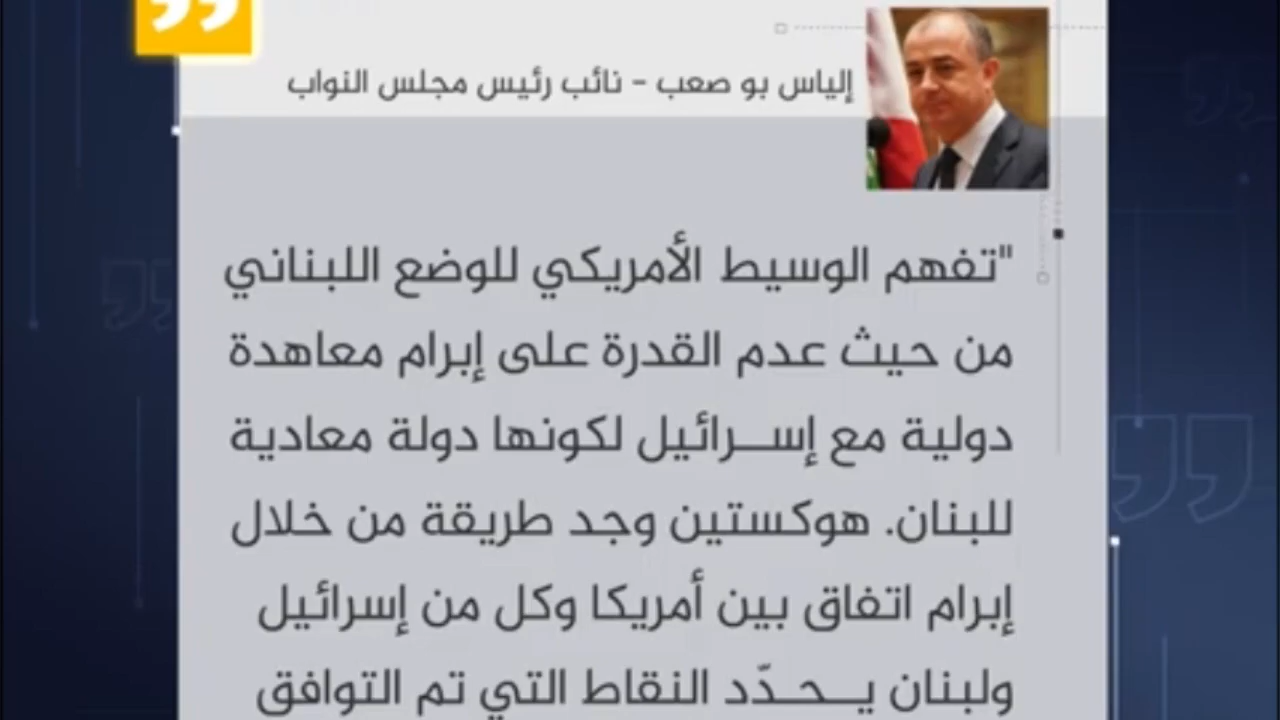 إلياس بو صعب - نائب رئيس مجلس النواب
"تفهم الوسيط الأمريكي للوضع اللبناني
من حيث عدم القدرة على إبرام معاهدة
دولية مع إســرائيل لكونها دولة معادية
للبنان. هوكستين وجد طريقة من خلال
إبرام اتفاق بين أمريكا وكل من إسرائيل
ولبنان يــحــدّد النقاط التي تم التوافق